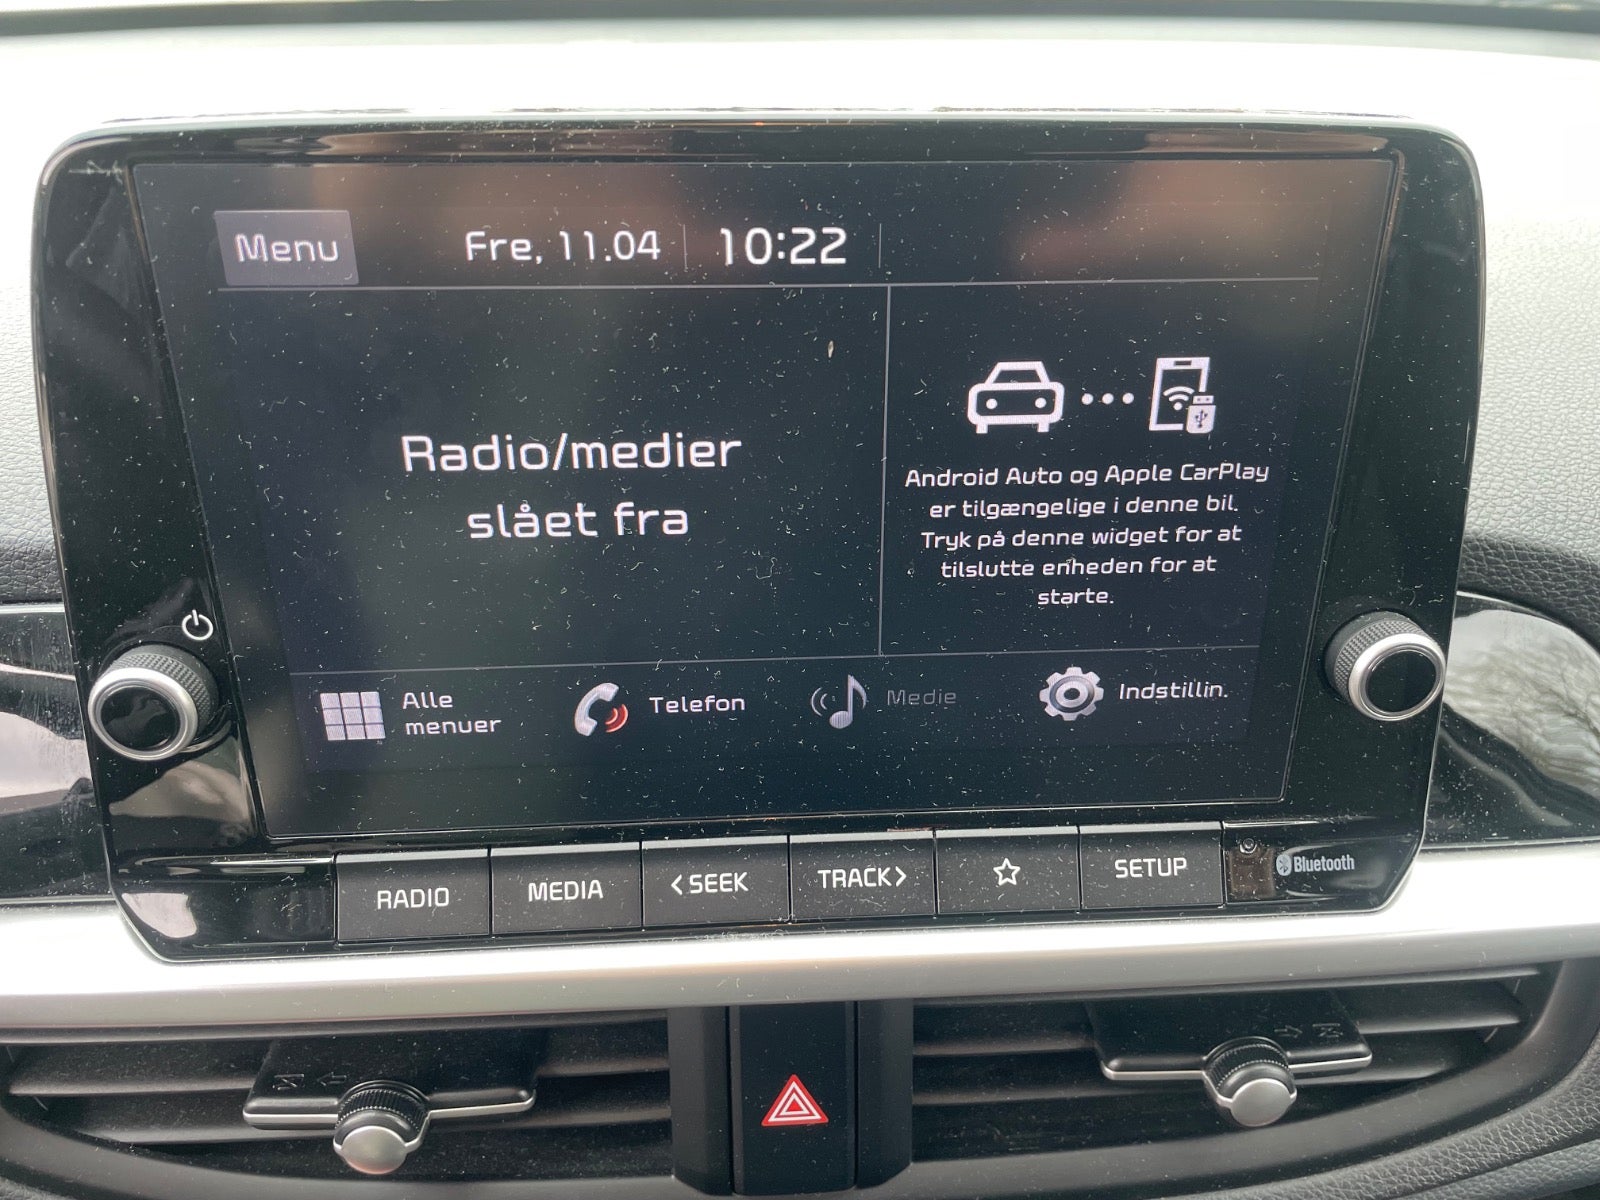 Menu
Fre, 11.04
10:22
Radio/medier
slået fra
Android Auto og Apple CarPlay
er tilgængelige i denne bil.
Tryk på denne widget for at
tilslutte enheden for at
starte.
Alle
menuer
Telefon
Medie
Indstillin.
RADIO
MEDIA
<SEEK
TRACK>
SETUP
Bluetooth